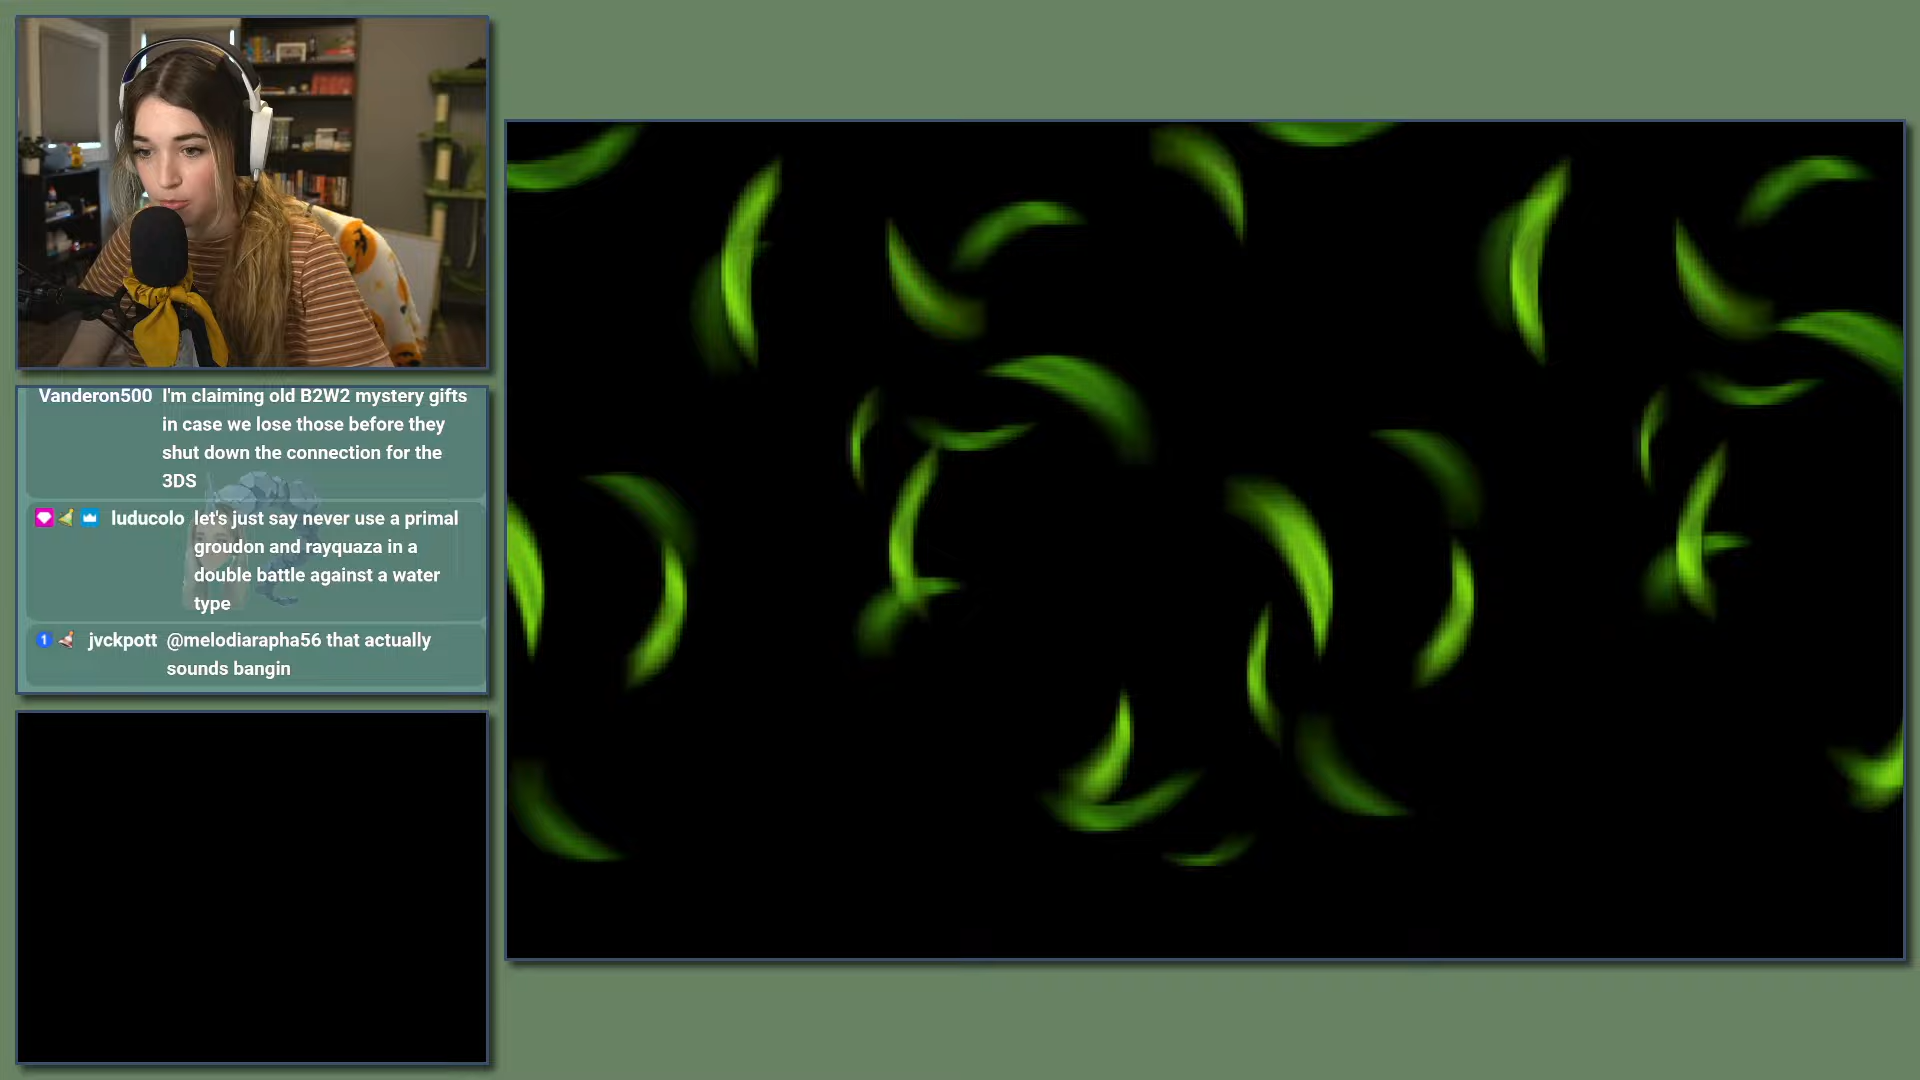 Vanderon500 I'm claiming old B2W2 mystery gifts
in case we lose those before they
shut down the connection for the
3DS
luducolo let's just say never use a primal
groudon and rayquaza in a
double battle against a water
type
1 jvckpott @melodiarapha56 that actually
sounds bangin